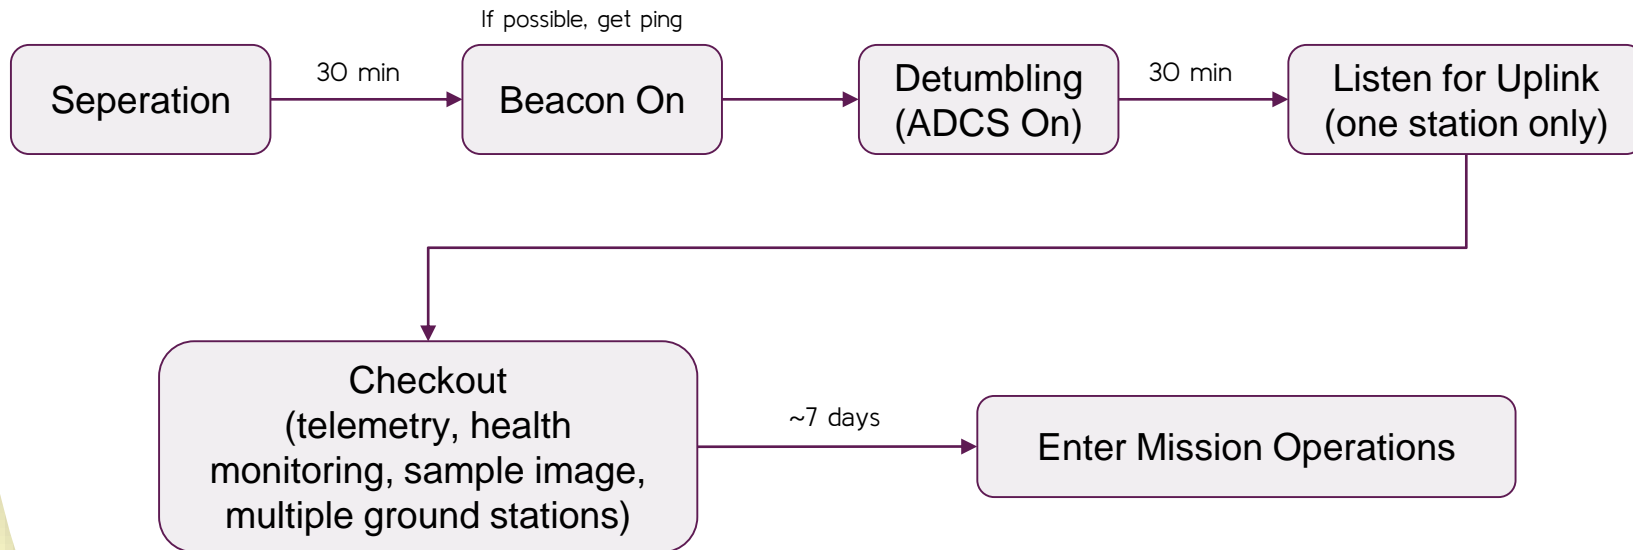 If possible, get ping
Seperation
30 min
Beacon On
Detumbling
(ADCS On)
30 min
Listen for Uplink
(one station only)
Checkout
(telemetry, health
monitoring, sample image,
multiple ground stations)
~7 days
Enter Mission Operations